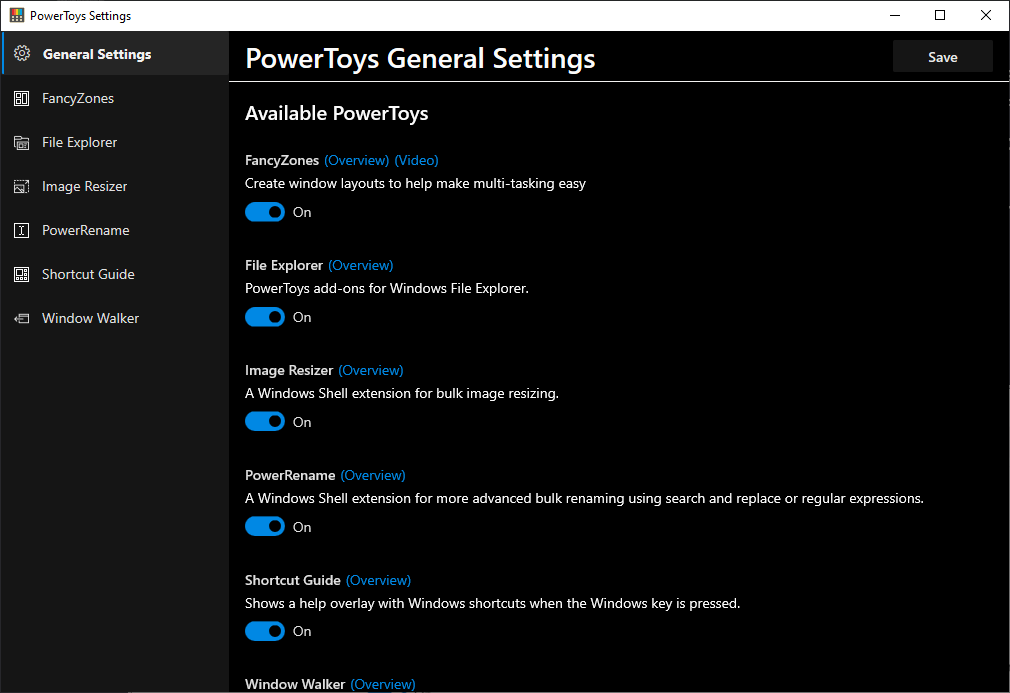 PowerToys Settings
General Settings
FancyZones
File Explorer
Image Resizer
PowerRename
Shortcut Guide
Window Walker
PowerToys General Settings
Save
Available PowerToys
FancyZones (Overview) (Video)
Create window layouts to help make multi-tasking easy
On
File Explorer (Overview)
PowerToys add-ons for Windows File Explorer.
On
Image Resizer (Overview)
A Windows Shell extension for bulk image resizing.
On
PowerRename (Overview)
A Windows Shell extension for more advanced bulk renaming using search and replace or regular expressions.
On
Shortcut Guide (Overview)
Shows a help overlay with Windows shortcuts when the Windows key is pressed.
On
Window Walker (Overview)